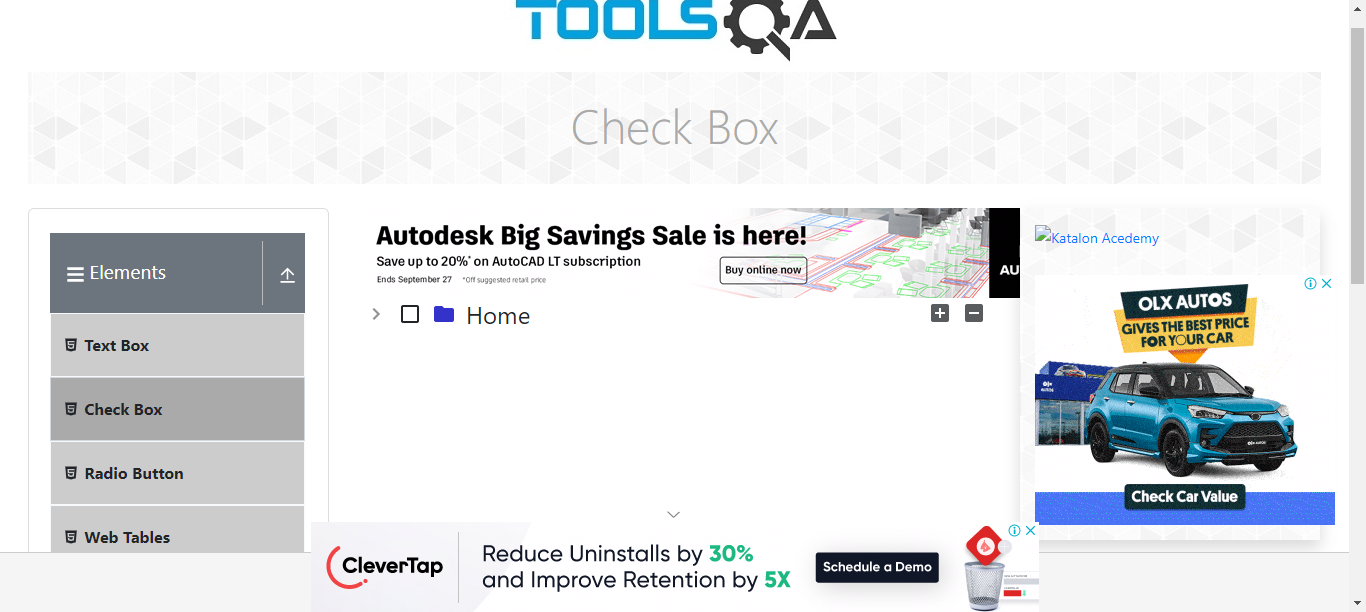 TOOLSQA
Check Box
Elements
Text Box
Check Box
Radio Button
Web Tables
Autodesk Big Savings Sale is here!
Save up to 20%* on AutoCAD LT subscription
Ends September 27 *Off suggested retail price
Buy online now
AU
Home
Katalon Acedemy
OLX AUTOS
GIVES THE BEST PRICE
FOR YOUR CAR
OLX AUTOS
Check Car Value
CleverTap
Reduce Uninstalls by 30%
and Improve Retention by 5X
Schedule a Demo